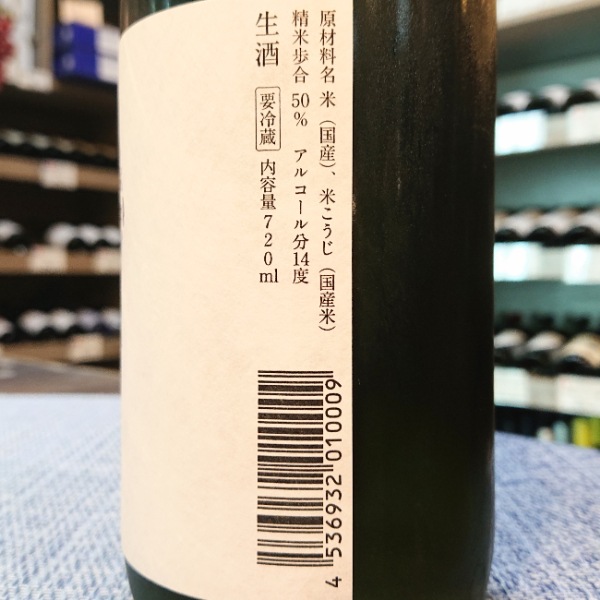 原材料名 米（国産）、米こうじ（国産米）
精米歩合 50% アルコール分14度
生酒 要冷蔵 内容量720ml
4 536932 010009